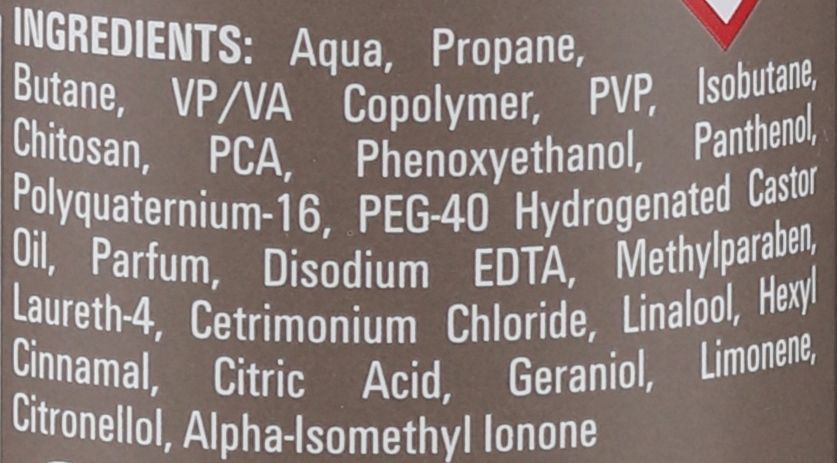 INGREDIENTS: Aqua, Propane,
Butane, VP/VA Copolymer, PVP, Isobutane,
Chitosan, PCA, Phenoxyethanol, Panthenol,
Polyquaternium-16, PEG-40 Hydrogenated Castor
Oil, Parfum, Disodium EDTA, Methylparaben,
Laureth-4, Cetrimonium Chloride, Linalool, Hexyl
Cinnamal, Citric Acid, Geraniol, Limonene,
Citronellol, Alpha-Isomethyl Ionone